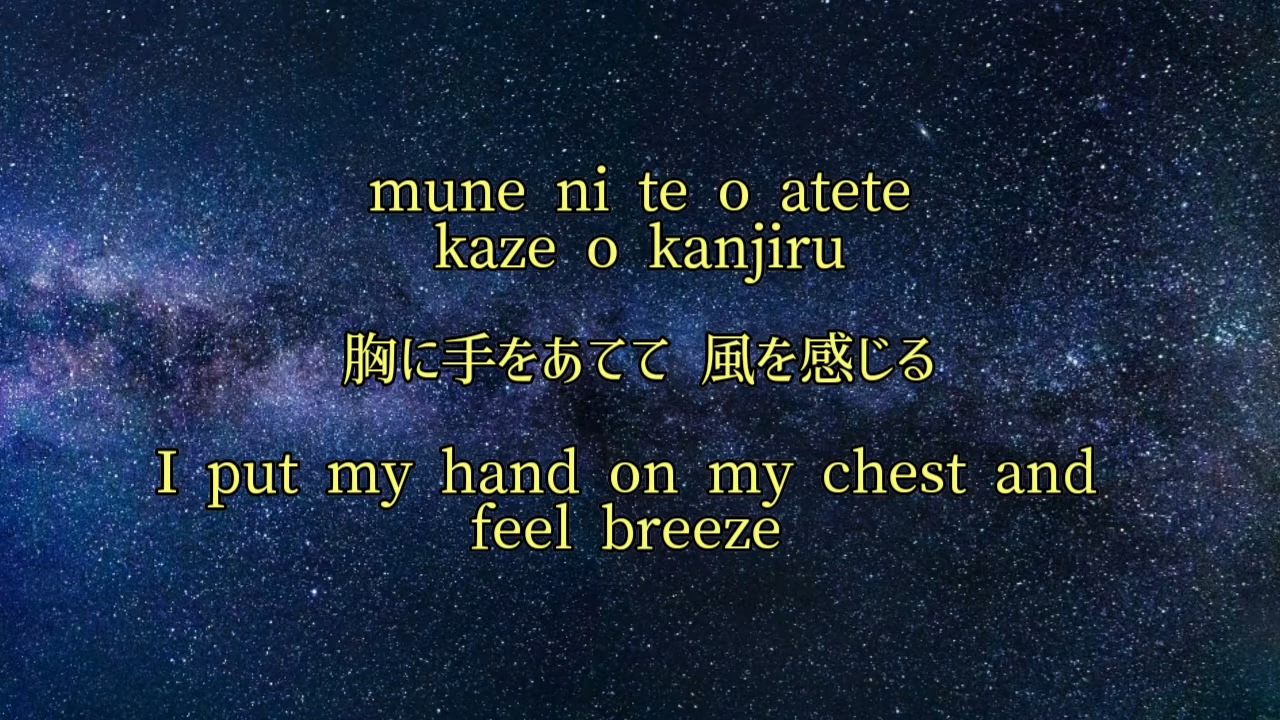 mune ni te o atete
kaze o kanjiru
胸に手をあてて 風を感じる
I put my hand on my chest and
feel breeze